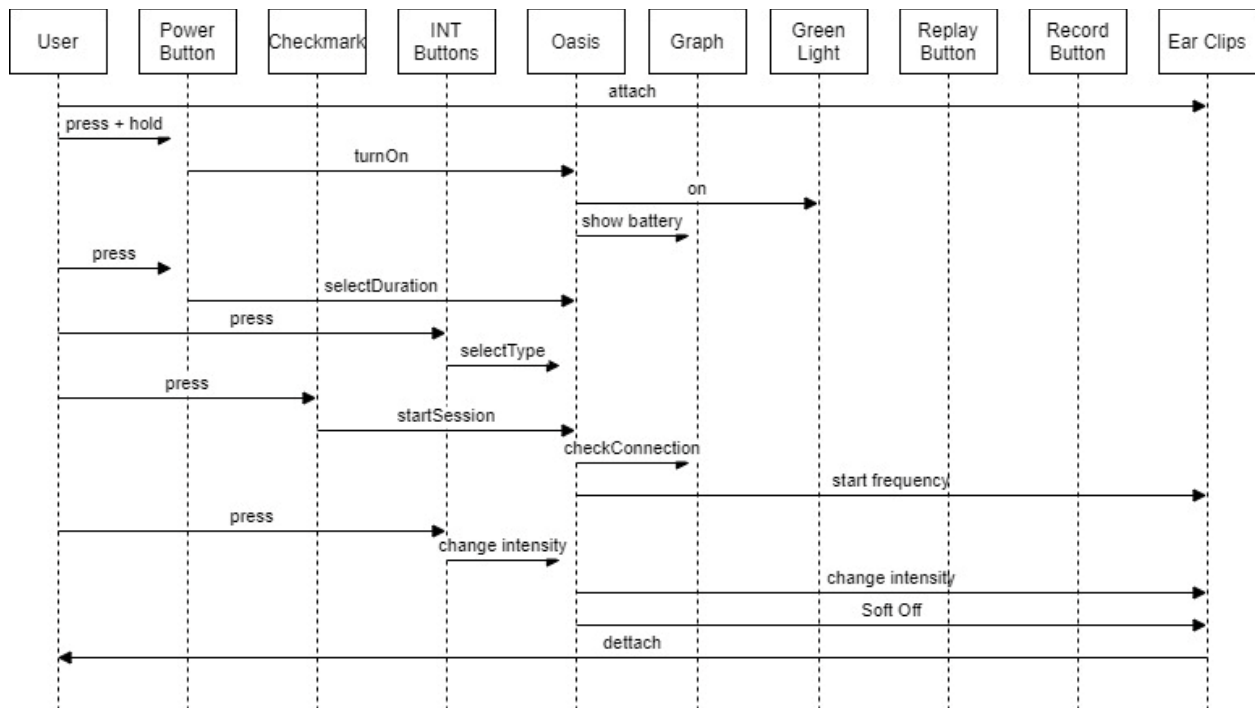 User
Power
Button
Checkmark
INT
Buttons
Oasis
Graph
Green
Light
Replay
Button
Record
Button
Ear Clips
attach
press + hold
turnOn
on
show battery
press
selectDuration
press
selectType
press
startSession
checkConnection
start frequency
press
change intensity
change intensity
Soft Off
dettach